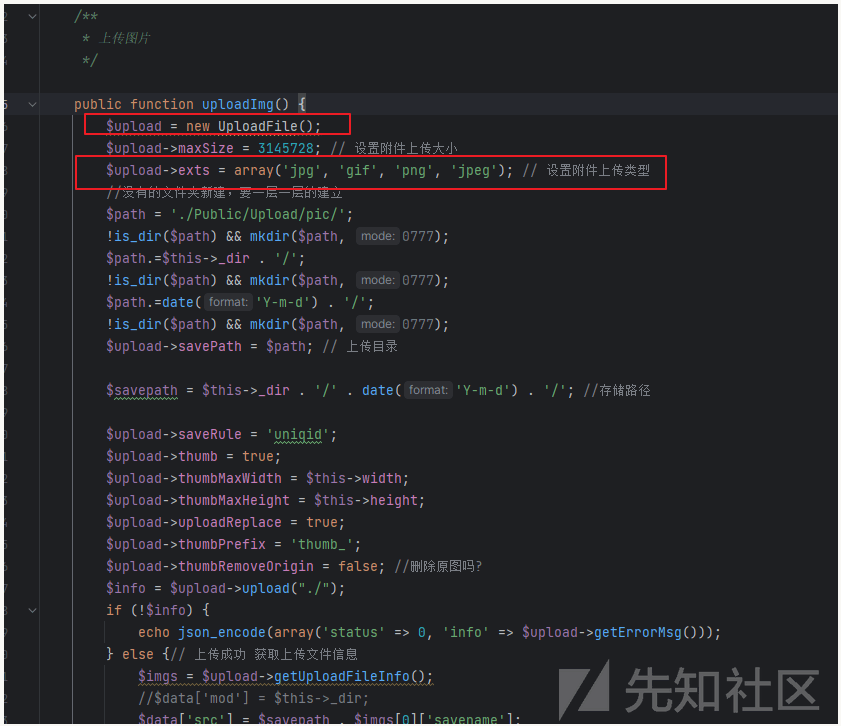 /**
* 上传图片
*/
public function uploadImg() {
$upload = new UploadFile();
$upload->maxSize = 3145728; // 设置附件上传大小
$upload->exts = array('jpg', 'gif', 'png', 'jpeg'); // 设置附件上传类型
//没有的文件夹新建，要一层一层的建立
$path = './Public/Upload/pic/';
!is_dir($path) && mkdir($path, mode: 0777);
$path.=$this->_dir . '/';
!is_dir($path) && mkdir($path, mode: 0777);
$path.=date( format: 'Y-m-d') . '/';
!is_dir($path) && mkdir($path, mode: 0777);
$upload->savePath = $path; // 上传目录
$savepath = $this->_dir . '/' . date( format: 'Y-m-d') . '/'; //存储路径
$upload->saveRule = 'uniqid';
$upload->thumb = true;
$upload->thumbMaxWidth = $this->width;
$upload->thumbMaxHeight = $this->height;
$upload->uploadReplace = true;
$upload->thumbPrefix = 'thumb_';
$upload->thumbRemoveOrigin = false; //删除原图吗?
$info = $upload->upload("./");
if (!$info) {
echo json_encode(array('status' => 0, 'info' => $upload->getErrorMsg()));
} else {// 上传成功 获取上传文件信息
$imgs = $upload->getUploadFileInfo();
//$data['mod'] = $this->_dir;
$data['src'] = $savepath . $imgs[0]['savename'];
先知社区